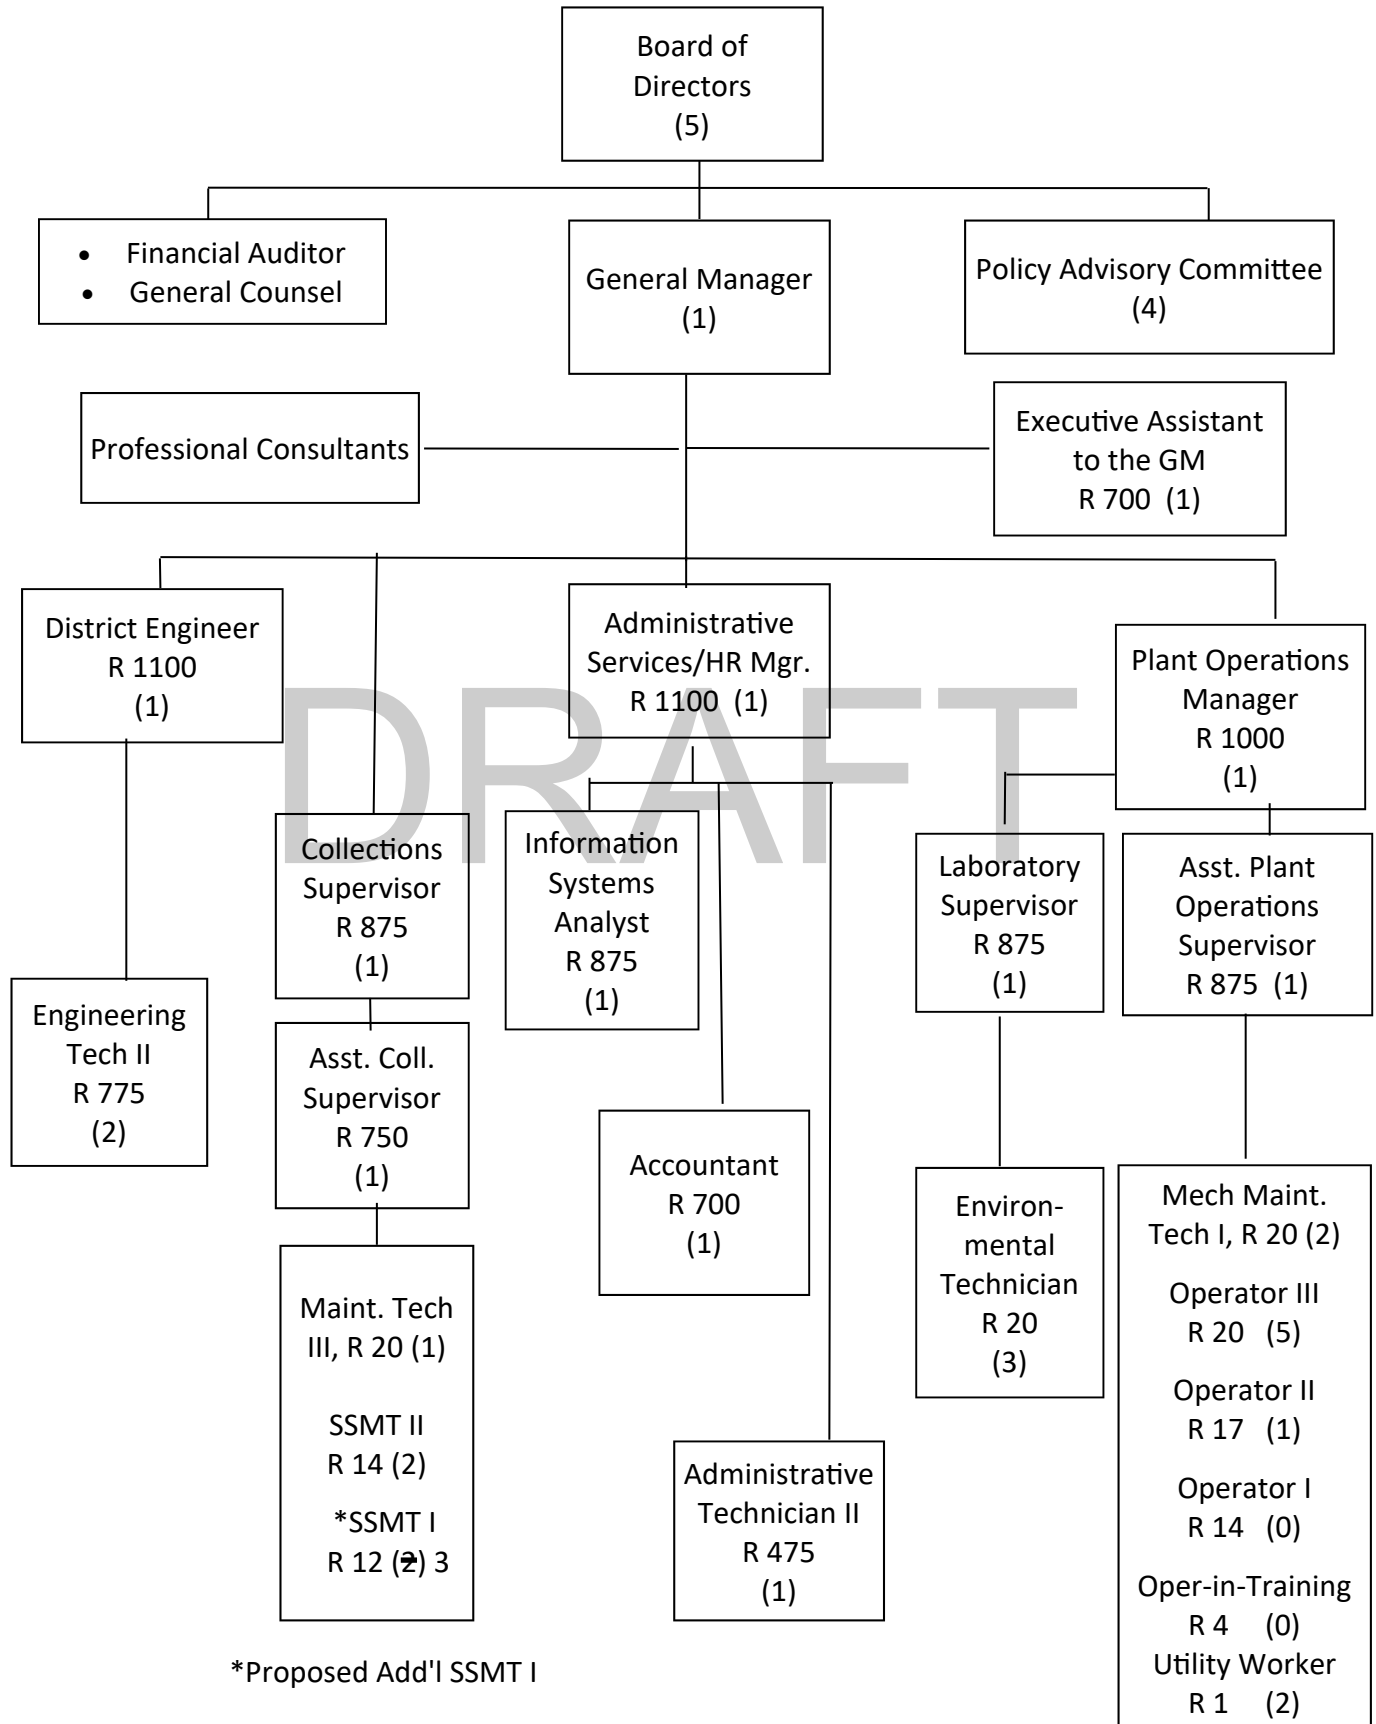 Board of
Directors
(5)
• Financial Auditor
• General Counsel
General Manager
(1)
Policy Advisory Committee
(4)
Professional Consultants
Executive Assistant
to the GM
R 700 (1)
District Engineer
R 1100
(1)
Administrative
Services/HR Mgr.
R 1100 (1)
Plant Operations
Manager
R 1000
(1)
DRAFT
Collections
Supervisor
R 875
(1)
Information
Systems
Analyst
R 875
(1)
Laboratory
Supervisor
R 875
(1)
Asst. Plant
Operations
Supervisor
R 875 (1)
Engineering
Tech II
R 775
(2)
Asst. Coll.
Supervisor
R 750
(1)
Accountant
R 700
(1)
Environ-
mental
Technician
R 20
(3)
Mech Maint.
Tech I, R 20 (2)
Operator III
R 20 (5)
Operator II
R 17 (1)
Operator I
R 14 (0)
Oper-in-Training
R 4 (0)
Utility Worker
R 1 (2)
Maint. Tech
III, R 20 (1)
SSMT II
R 14 (2)
*SSMT I
R 12 (2) 3
Administrative
Technician II
R 475
(1)
*Proposed Add'l SSMT I